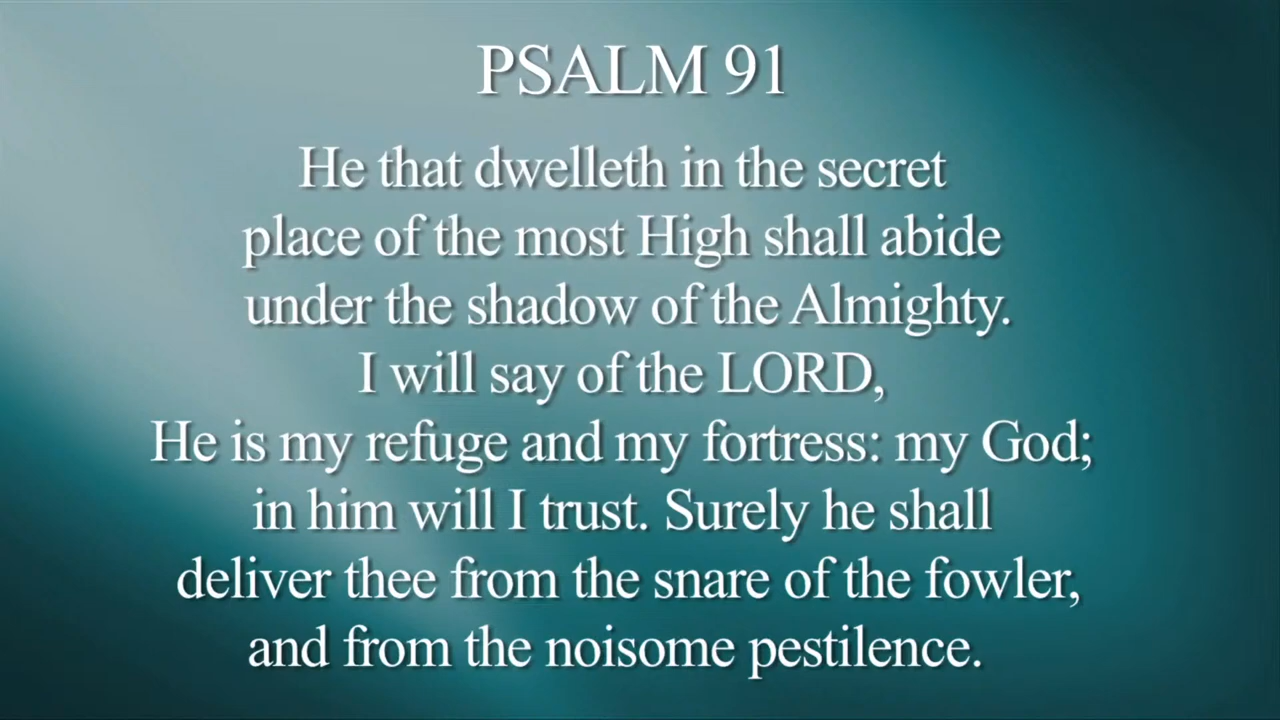 PSALM 91
He that dwelleth in the secret
place of the most High shall abide
under the shadow of the Almighty.
I will say of the LORD,
He is my refuge and my fortress: my God;
in him will I trust. Surely he shall
deliver thee from the snare of the fowler,
and from the noisome pestilence.